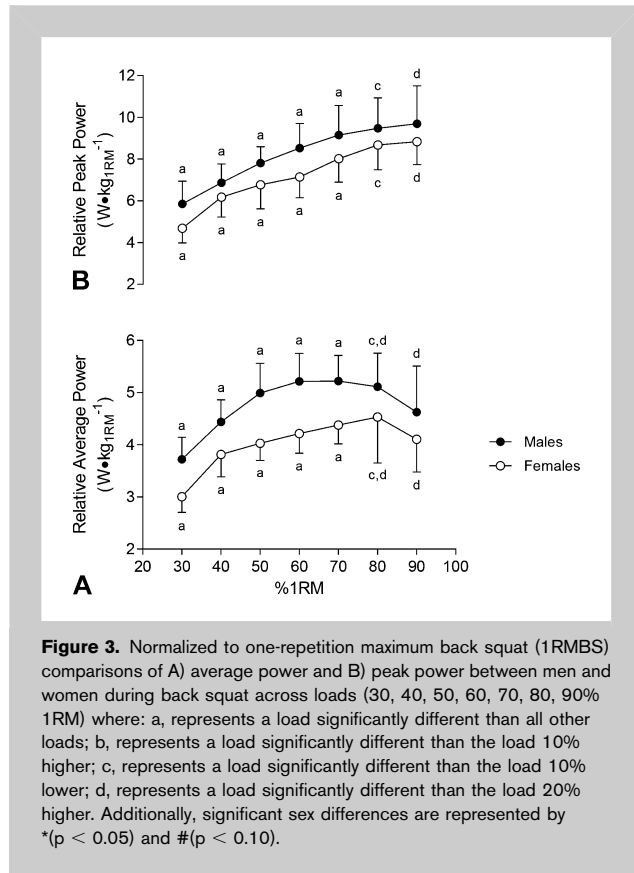 12
10
8
6
4
2
Relative Peak Power
(W•kg1RM-1)
a a a a a c d
a a a a a c d
B
6
5
4
3
2
Relative Average Power
(W•kg1RM-1)
a a a a a c,d d
a a a a a c,d d
20 30 40 50 60 70 80 90 100
%1RM
A
Males
Females
Figure 3. Normalized to one-repetition maximum back squat (1RMBS)
comparisons of A) average power and B) peak power between men and
women during back squat across loads (30, 40, 50, 60, 70, 80, 90%
1RM) where: a, represents a load significantly different than all other
loads; b, represents a load significantly different than the load 10%
higher; c, represents a load significantly different than the load 10%
lower; d, represents a load significantly different than the load 20%
higher. Additionally, significant sex differences are represented by
*(p < 0.05) and #(p < 0.10).